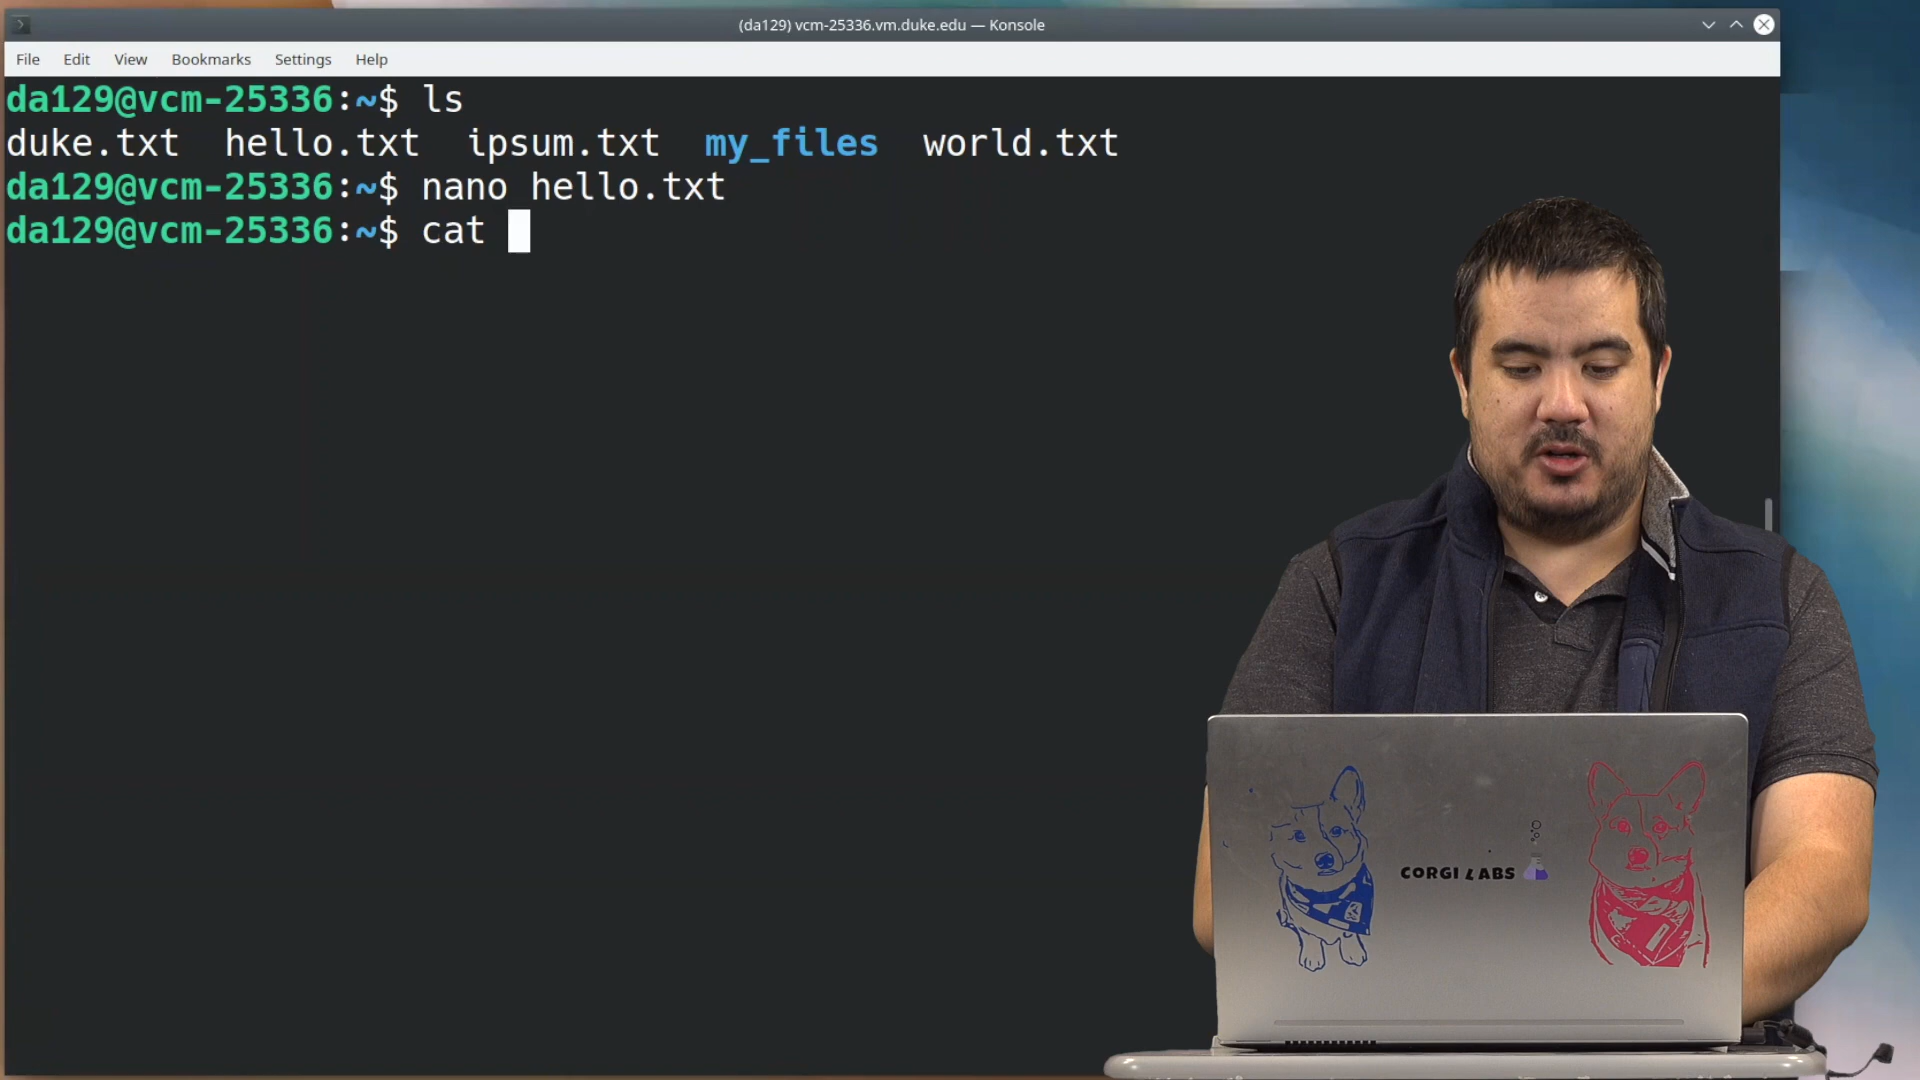 (da129) vcm-25336.vm.duke.edu — Konsole
File Edit View Bookmarks Settings Help
da129@vcm-25336:~$ ls
duke.txt hello.txt ipsum.txt my_files world.txt
da129@vcm-25336:~$ nano hello.txt
da129@vcm-25336:~$ cat
CORGI LABS